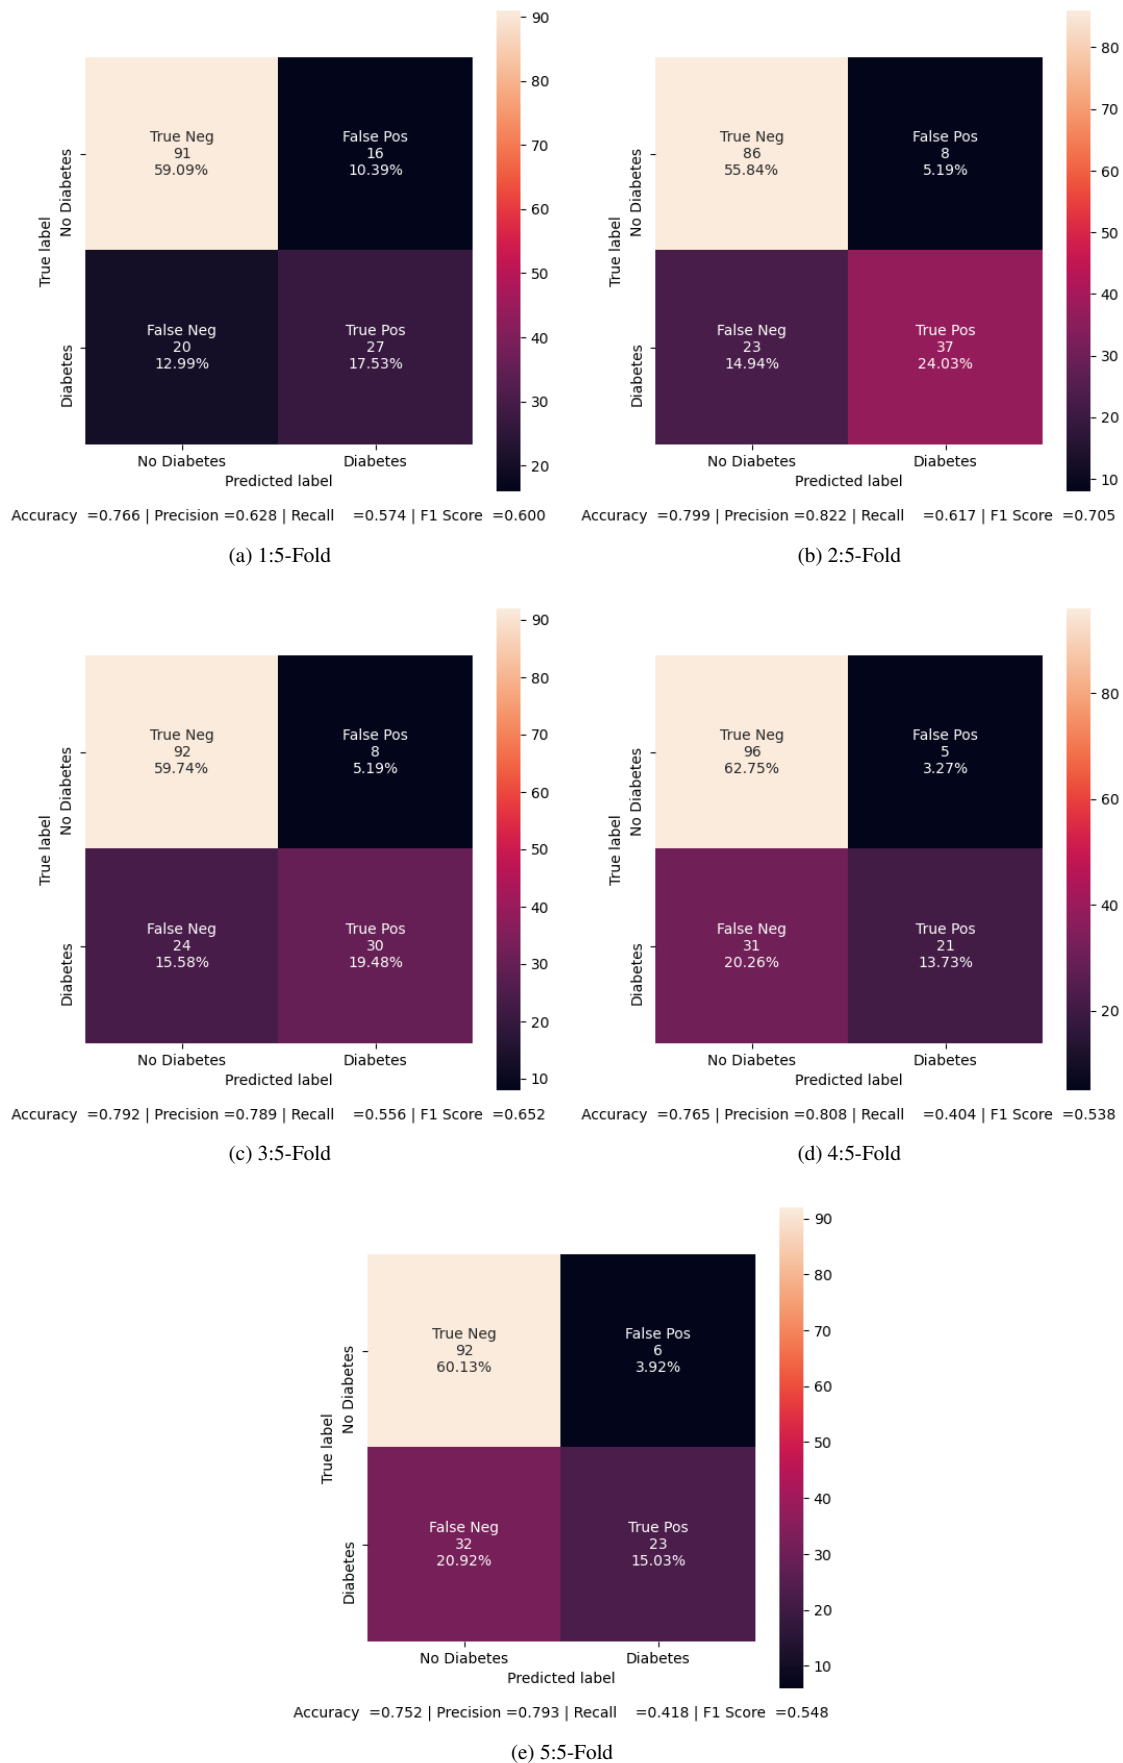 90
80
70
60
50
40
30
20
True Neg
91
59.09%
False Pos
16
10.39%
False Neg
20
12.99%
True Pos
27
17.53%
No Diabetes
Diabetes
True label
No Diabetes
Diabetes
Predicted label
Accuracy =0.766 | Precision =0.628 | Recall =0.574 | F1 Score =0.600
(a) 1:5-Fold
80
70
60
50
40
30
20
10
True Neg
86
55.84%
False Pos
8
5.19%
False Neg
23
14.94%
True Pos
37
24.03%
No Diabetes
Diabetes
True label
No Diabetes
Diabetes
Predicted label
Accuracy =0.799 | Precision =0.822 | Recall =0.617 | F1 Score =0.705
(b) 2:5-Fold
90
80
70
60
50
40
30
20
10
True Neg
92
59.74%
False Pos
8
5.19%
False Neg
24
15.58%
True Pos
30
19.48%
No Diabetes
Diabetes
True label
No Diabetes
Diabetes
Predicted label
Accuracy =0.792 | Precision =0.789 | Recall =0.556 | F1 Score =0.652
(c) 3:5-Fold
80
60
40
20
True Neg
96
62.75%
False Pos
5
3.27%
False Neg
31
20.26%
True Pos
21
13.73%
No Diabetes
Diabetes
True label
No Diabetes
Diabetes
Predicted label
Accuracy =0.765 | Precision =0.808 | Recall =0.404 | F1 Score =0.538
(d) 4:5-Fold
90
80
70
60
50
40
30
20
10
True Neg
92
60.13%
False Pos
6
3.92%
False Neg
32
20.92%
True Pos
23
15.03%
No Diabetes
Diabetes
True label
No Diabetes
Diabetes
Predicted label
Accuracy =0.752 | Precision =0.793 | Recall =0.418 | F1 Score =0.548
(e) 5:5-Fold